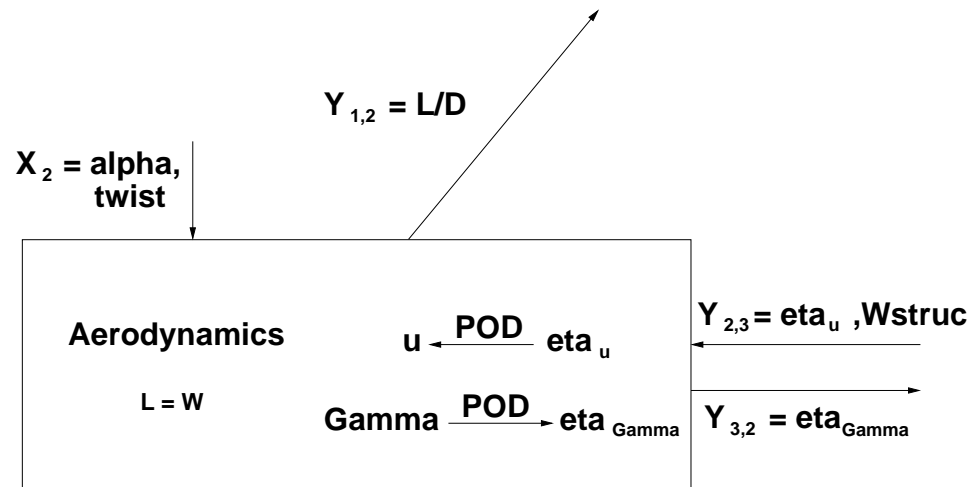 Y 1,2 = L/D
X 2 = alpha,
twist
Aerodynamics
L = W
u POD eta u
Gamma POD eta Gamma
Y 2,3 = eta u ,Wstruc
Y 3,2 = eta Gamma